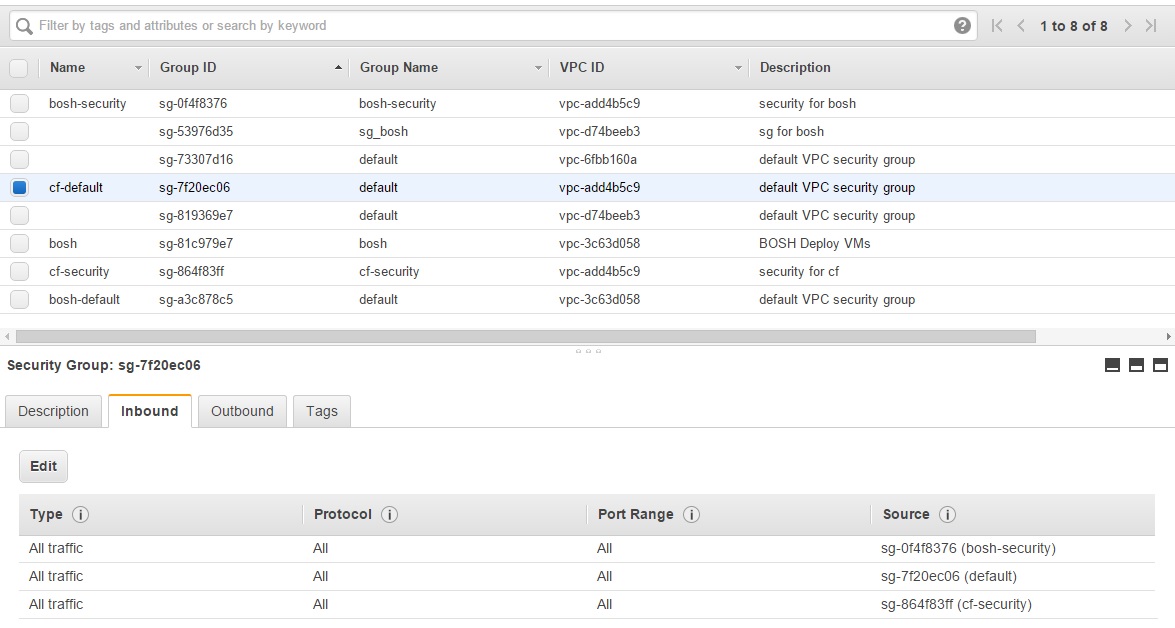 Filter by tags and attributes or search by keyword 1 to 8 of 8
Name Group ID Group Name VPC ID Description
bosh-security sg-0f4f8376 bosh-security vpc-add4b5c9 security for bosh
sg-53976d35 sg_bosh vpc-d74beeb3 sg for bosh
sg-73307d16 default vpc-6fbb160a default VPC security group
cf-default sg-7f20ec06 default vpc-add4b5c9 default VPC security group
sg-819369e7 default vpc-d74beeb3 default VPC security group
bosh sg-81c979e7 bosh vpc-3c63d058 BOSH Deploy VMs
cf-security sg-864f83ff cf-security vpc-add4b5c9 security for cf
bosh-default sg-a3c878c5 default vpc-3c63d058 default VPC security group
Security Group: sg-7f20ec06
Description Inbound Outbound Tags
Edit
Type Protocol Port Range Source
All traffic All All sg-0f4f8376 (bosh-security)
All traffic All All sg-7f20ec06 (default)
All traffic All All sg-864f83ff (cf-security)